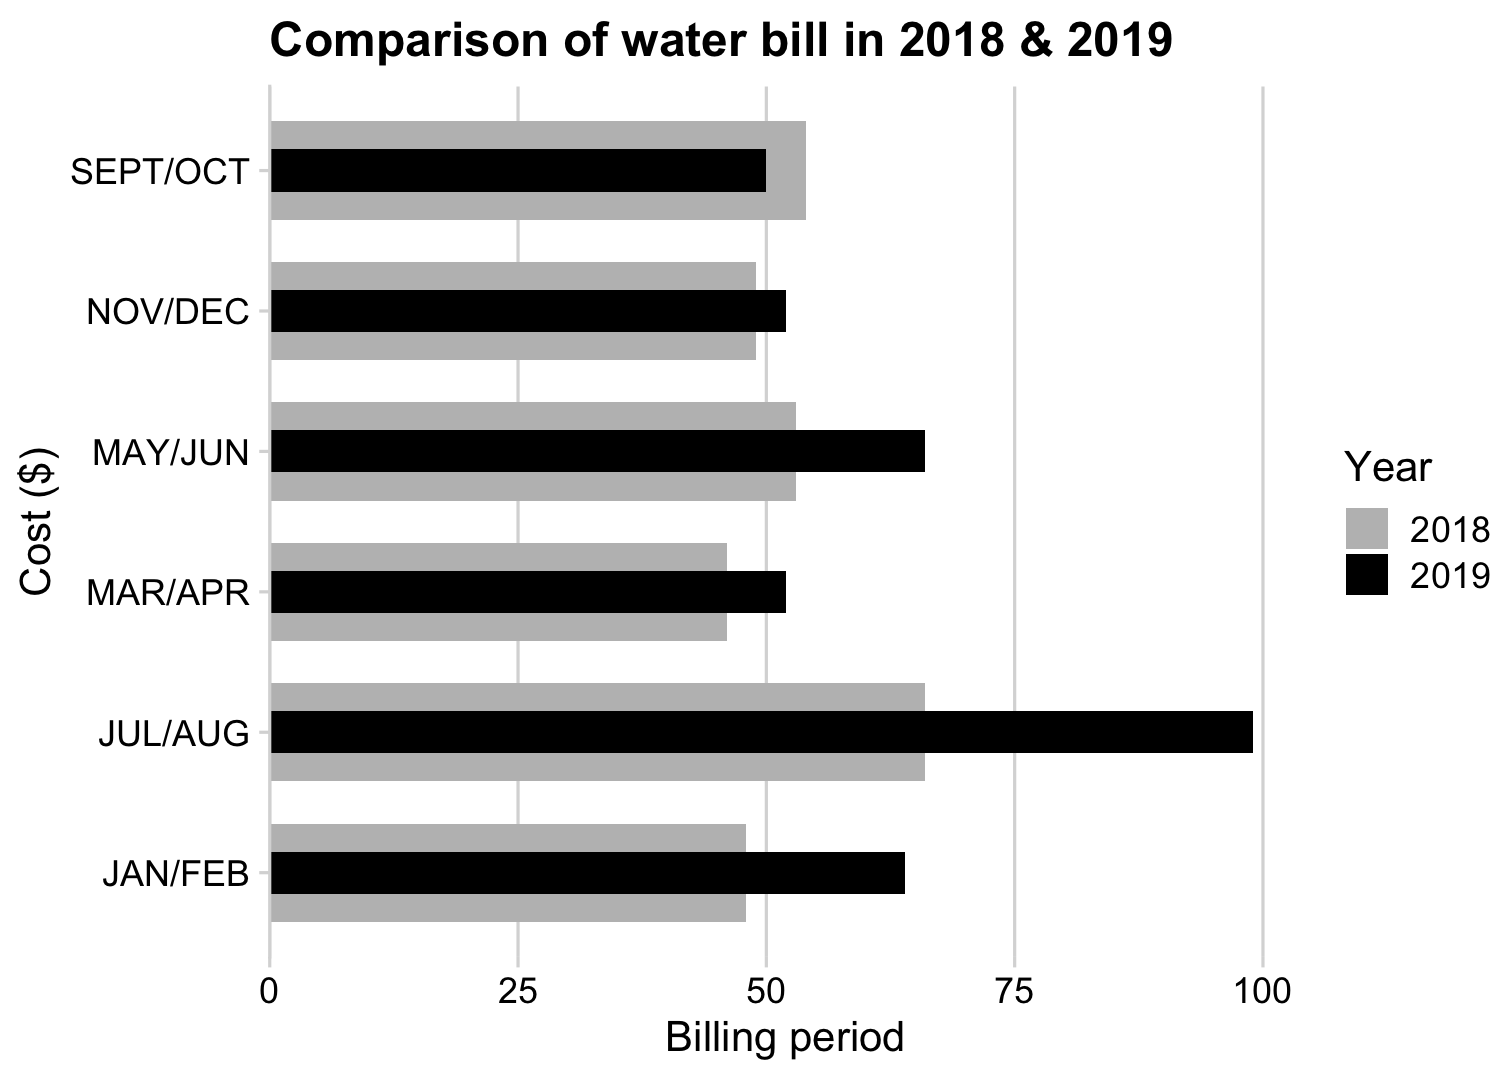 Comparison of water bill in 2018 & 2019
Cost ($)
SEPT/OCT
NOV/DEC
MAY/JUN
MAR/APR
JUL/AUG
JAN/FEB
0 25 50 75 100
Billing period
Year
2018
2019